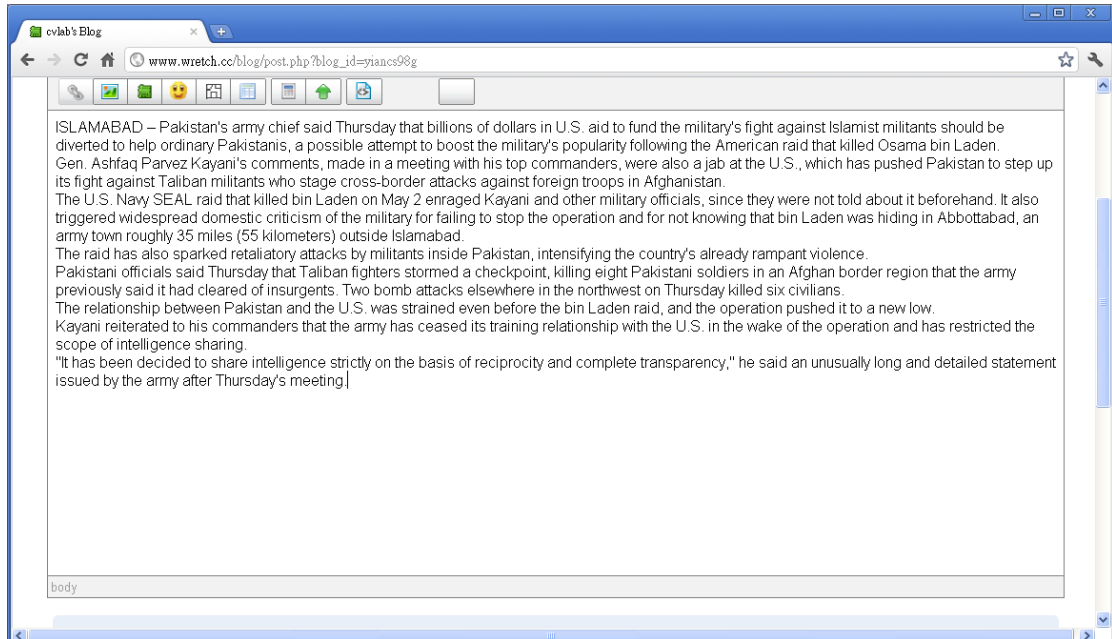 cvlab's Blog
www.wretch.cc/blog/post.php?blog_id=yiancs98g
ISLAMABAD – Pakistan's army chief said Thursday that billions of dollars in U.S. aid to fund the military's fight against Islamist militants should be
diverted to help ordinary Pakistanis, a possible attempt to boost the military's popularity following the American raid that killed Osama bin Laden.
Gen. Ashfaq Parvez Kayani's comments, made in a meeting with his top commanders, were also a jab at the U.S., which has pushed Pakistan to step up
its fight against Taliban militants who stage cross-border attacks against foreign troops in Afghanistan.
The U.S. Navy SEAL raid that killed bin Laden on May 2 enraged Kayani and other military officials, since they were not told about it beforehand. It also
triggered widespread domestic criticism of the military for failing to stop the operation and for not knowing that bin Laden was hiding in Abbottabad, an
army town roughly 35 miles (55 kilometers) outside Islamabad.
The raid has also sparked retaliatory attacks by militants inside Pakistan, intensifying the country's already rampant violence.
Pakistani officials said Thursday that Taliban fighters stormed a checkpoint, killing eight Pakistani soldiers in an Afghan border region that the army
previously said it had cleared of insurgents. Two bomb attacks elsewhere in the northwest on Thursday killed six civilians.
The relationship between Pakistan and the U.S. was strained even before the bin Laden raid, and the operation pushed it to a new low.
Kayani reiterated to his commanders that the army has ceased its training relationship with the U.S. in the wake of the operation and has restricted the
scope of intelligence sharing.
"It has been decided to share intelligence strictly on the basis of reciprocity and complete transparency," he said an unusually long and detailed statement
issued by the army after Thursday's meeting.
body